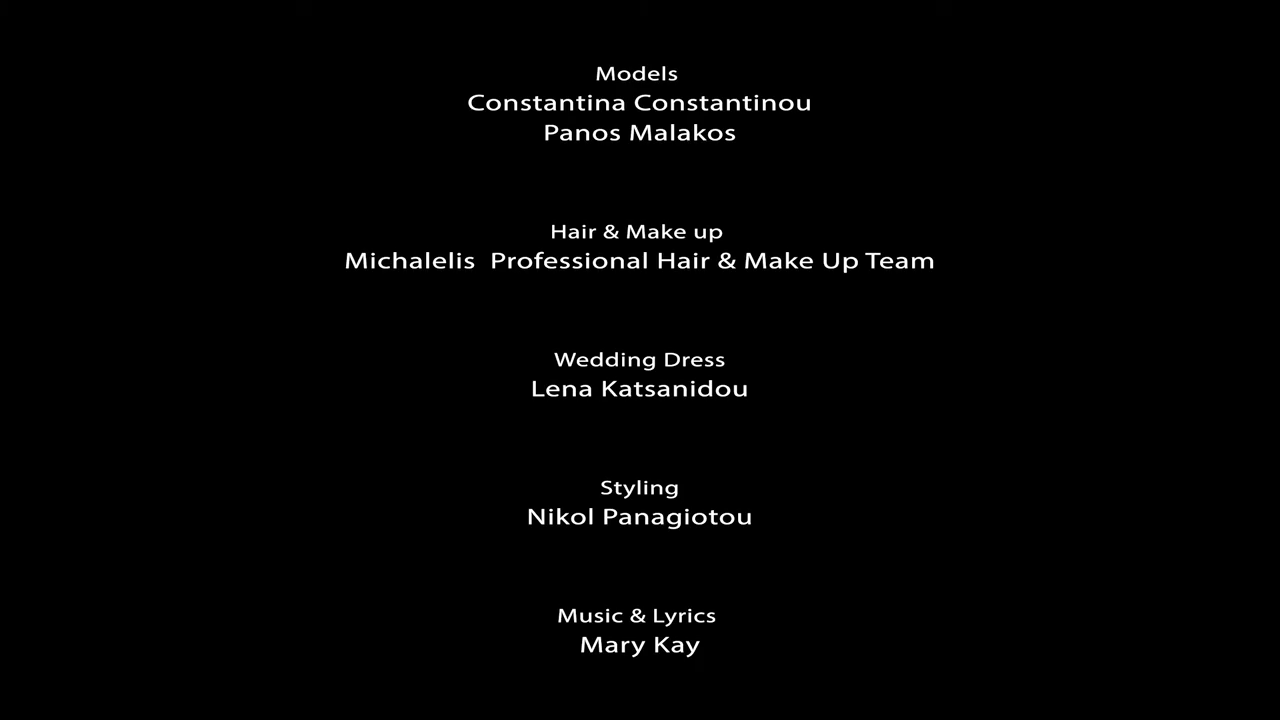 Models
Constantina Constantinou
Panos Malakos
Hair & Make up
Michalelis  Professional Hair & Make Up Team
Wedding Dress
Lena Katsanidou
Styling
Nikol Panagiotou
Music & Lyrics
Mary Kay